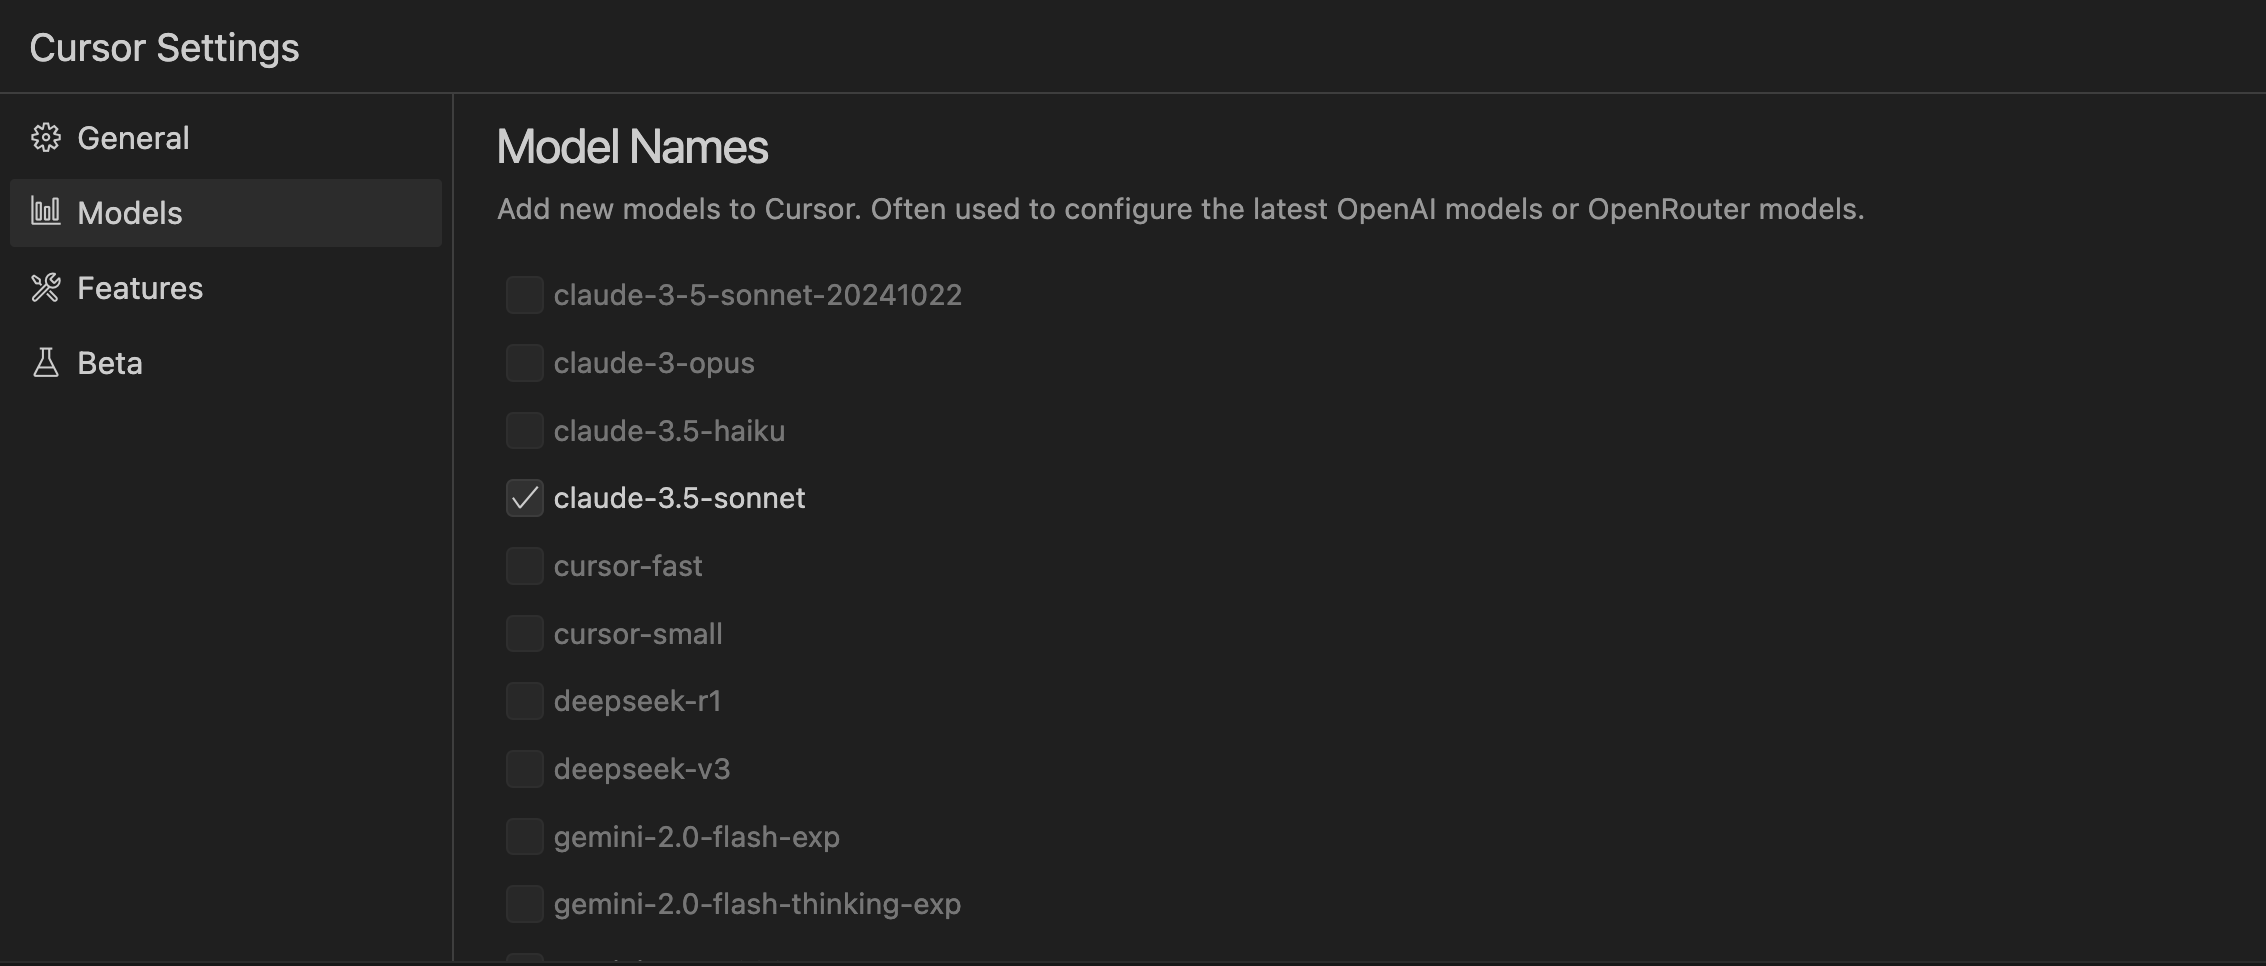 Cursor Settings
General
Models
Features
Beta
Model Names
Add new models to Cursor. Often used to configure the latest OpenAI models or OpenRouter models.
claude-3-5-sonnet-20241022
claude-3-opus
claude-3.5-haiku
claude-3.5-sonnet
cursor-fast
cursor-small
deepseek-r1
deepseek-v3
gemini-2.0-flash-exp
gemini-2.0-flash-thinking-exp